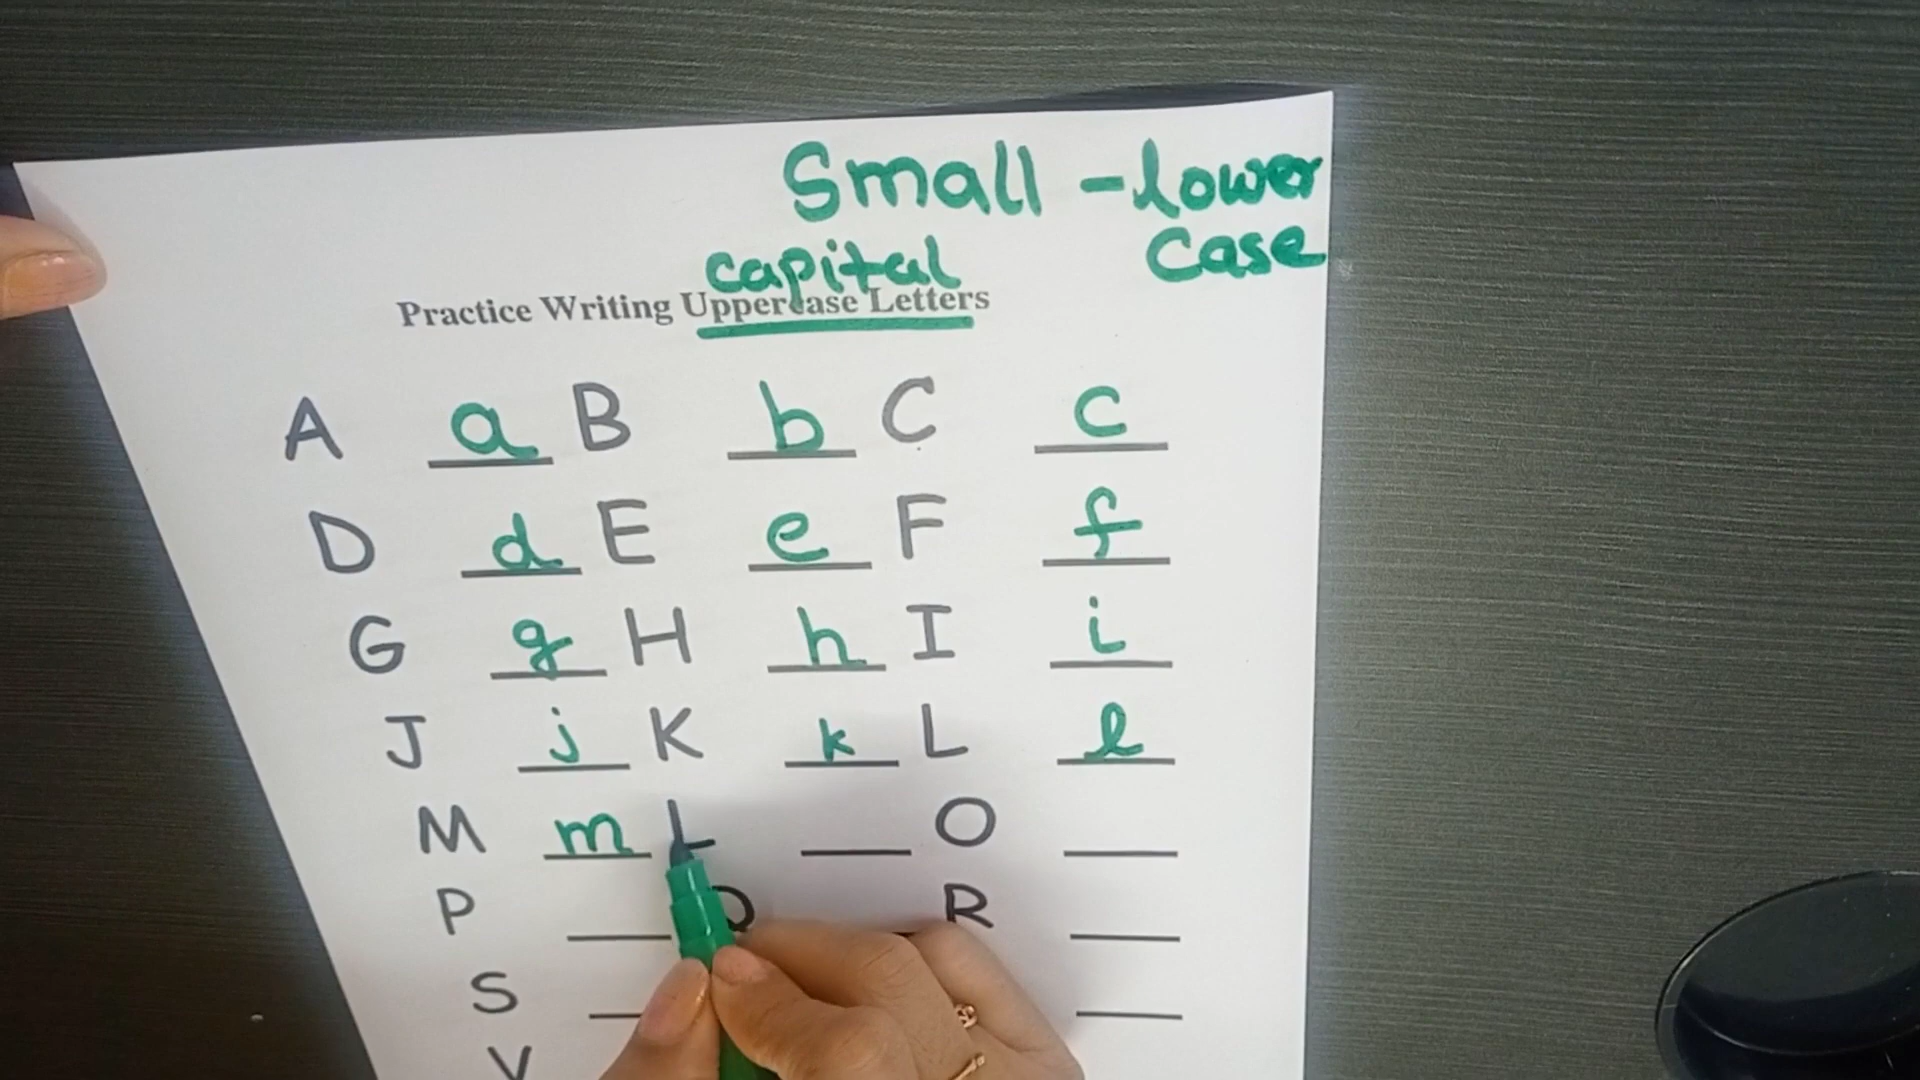 Small - lower
capital case
Practice Writing Uppercase Letters
A a B b C c
D d E e F f
G g H h I i
J j K k L l
M m L O
P R
S
V